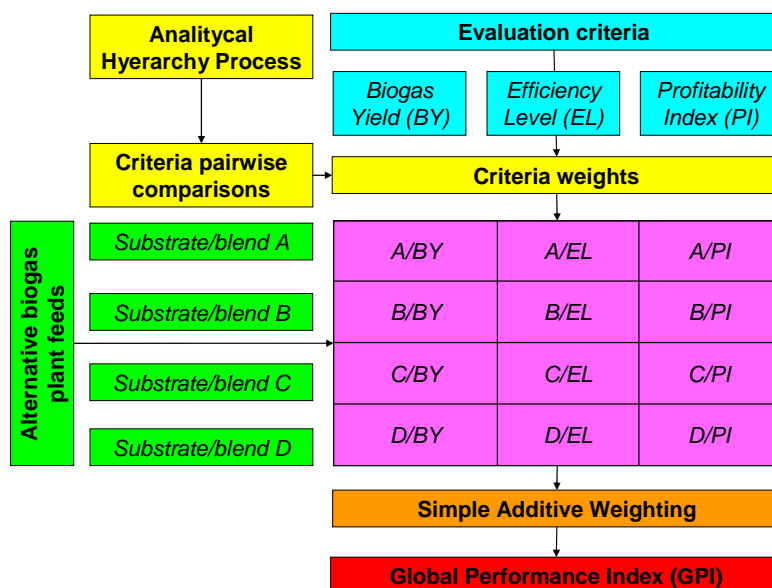 Analitycal
Hyerarchy Process
Evaluation criteria
Biogas
Yield (BY)
Efficiency
Level (EL)
Profitability
Index (PI)
Criteria pairwise
comparisons
Criteria weights
Alternative biogas
plant feeds
Substrate/blend A
A/BY
A/EL
A/PI
Substrate/blend B
B/BY
B/EL
B/PI
Substrate/blend C
C/BY
C/EL
C/PI
Substrate/blend D
D/BY
D/EL
D/PI
Simple Additive Weighting
Global Performance Index (GPI)